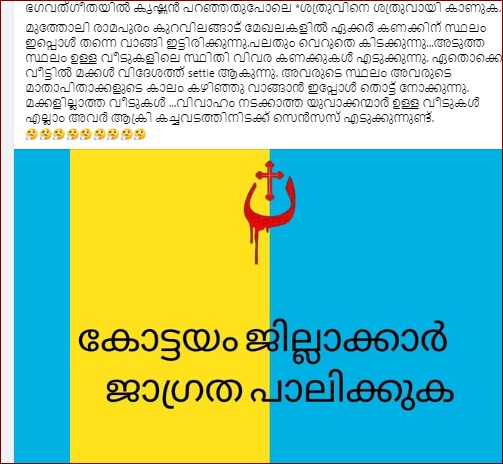 ഭഗവത്ഗീതയിൽ കൃഷ്ണൻ പറഞ്ഞതുപോലെ *ശത്രുവിനെ ശത്രുവായി കാണുക.
മുത്തോലി രാമപുരം കുറവിലങ്ങാട് മേഖലകളിൽ ഏക്കർ കണക്കിന് സ്ഥലം
ഇപ്പോൾ തന്നെ വാങ്ങി ഇട്ടിരിക്കുന്നു.പലതും വെറുതെ കിടക്കുന്നു...അടുത്ത
സ്ഥലം ഉള്ള വീടുകളിലെ സ്ഥിതി വിവര കണക്കുകൾ എടുക്കുന്നു. ഏതൊക്കെ
വീട്ടിൽ മക്കൾ വിദേശത്ത് settle ആകുന്നു. അവരുടെ സ്ഥലം അവരുടെ
മാതാപിതാക്കളുടെ കാലം കഴിഞ്ഞു വാങ്ങാൻ ഇപ്പോൾ തൊട്ട് നോക്കുന്നു.
മക്കളില്ലാത്ത വീടുകൾ ...വിവാഹം നടക്കാത്ത യുവാക്കന്മാർ ഉള്ള വീടുകൾ
എല്ലാം അവർ ആക്രി കച്ചവടത്തിനിടക്ക് സെൻസസ് എടുക്കുന്നുണ്ട്.
കോട്ടയം ജില്ലാക്കാർ
ജാഗ്രത പാലിക്കുക